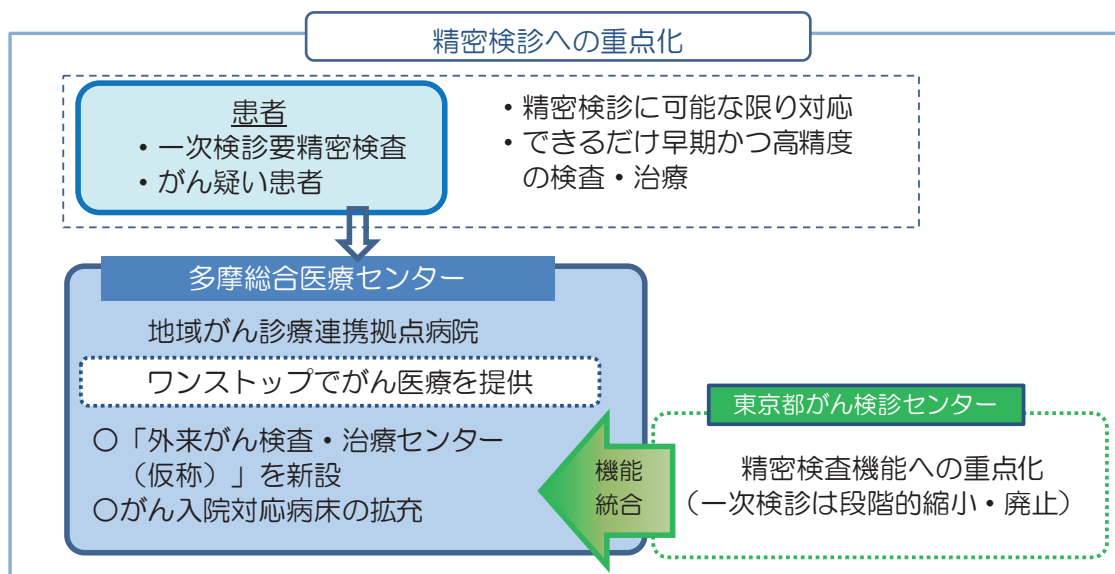 精密検診への重点化
患者
・一次検診要精密検査
・がん疑い患者
・精密検診に可能な限り対応
・できるだけ早期かつ高精度
の検査・治療
多摩総合医療センター
地域がん診療連携拠点病院
ワンストップでがん医療を提供
〇「外来がん検査・治療センター
（仮称）」を新設
〇がん入院対応病床の拡充
機能
統合
東京都がん検診センター
精密検査機能への重点化
（一次検診は段階的縮小・廃止）